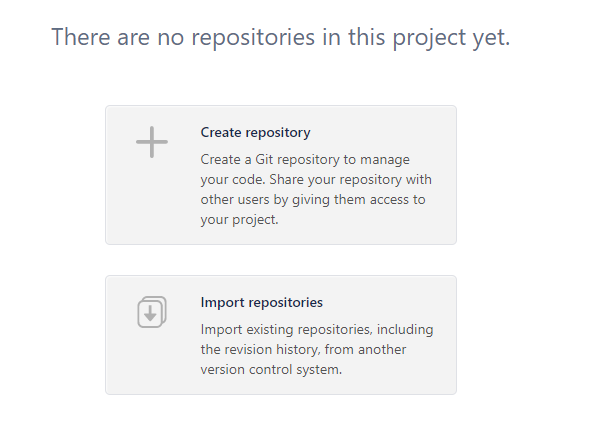 There are no repositories in this project yet.
Create repository
Create a Git repository to manage
your code. Share your repository with
other users by giving them access to
your project.
Import repositories
Import existing repositories, including
the revision history, from another
version control system.